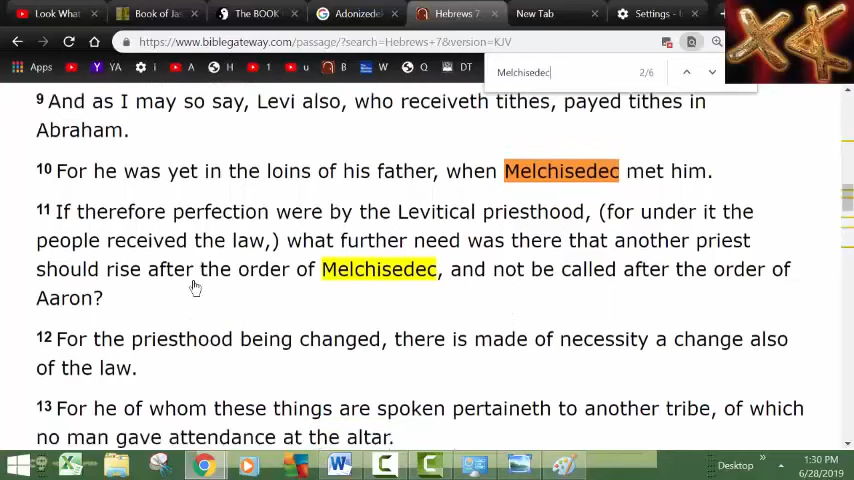 Look What
Book of Jas
The BOOK
Adonizedel
Hebrews 7
New Tab
Settings - I
https://www.biblegateway.com/passage/?search=Hebrews+7&version=KJV
Apps
YA
A
H
1
B
W
Q
DT
Melchisedec 2/6
9 And as I may so say, Levi also, who receiveth tithes, payed tithes in
Abraham.
10 For he was yet in the loins of his father, when Melchisedec met him.
11 If therefore perfection were by the Levitical priesthood, (for under it the
people received the law,) what further need was there that another priest
should rise after the order of Melchisedec, and not be called after the order of
Aaron?
12 For the priesthood being changed, there is made of necessity a change also
of the law.
13 For he of whom these things are spoken pertaineth to another tribe, of which
no man gave attendance at the altar.
Desktop
1:30 PM
6/28/2019